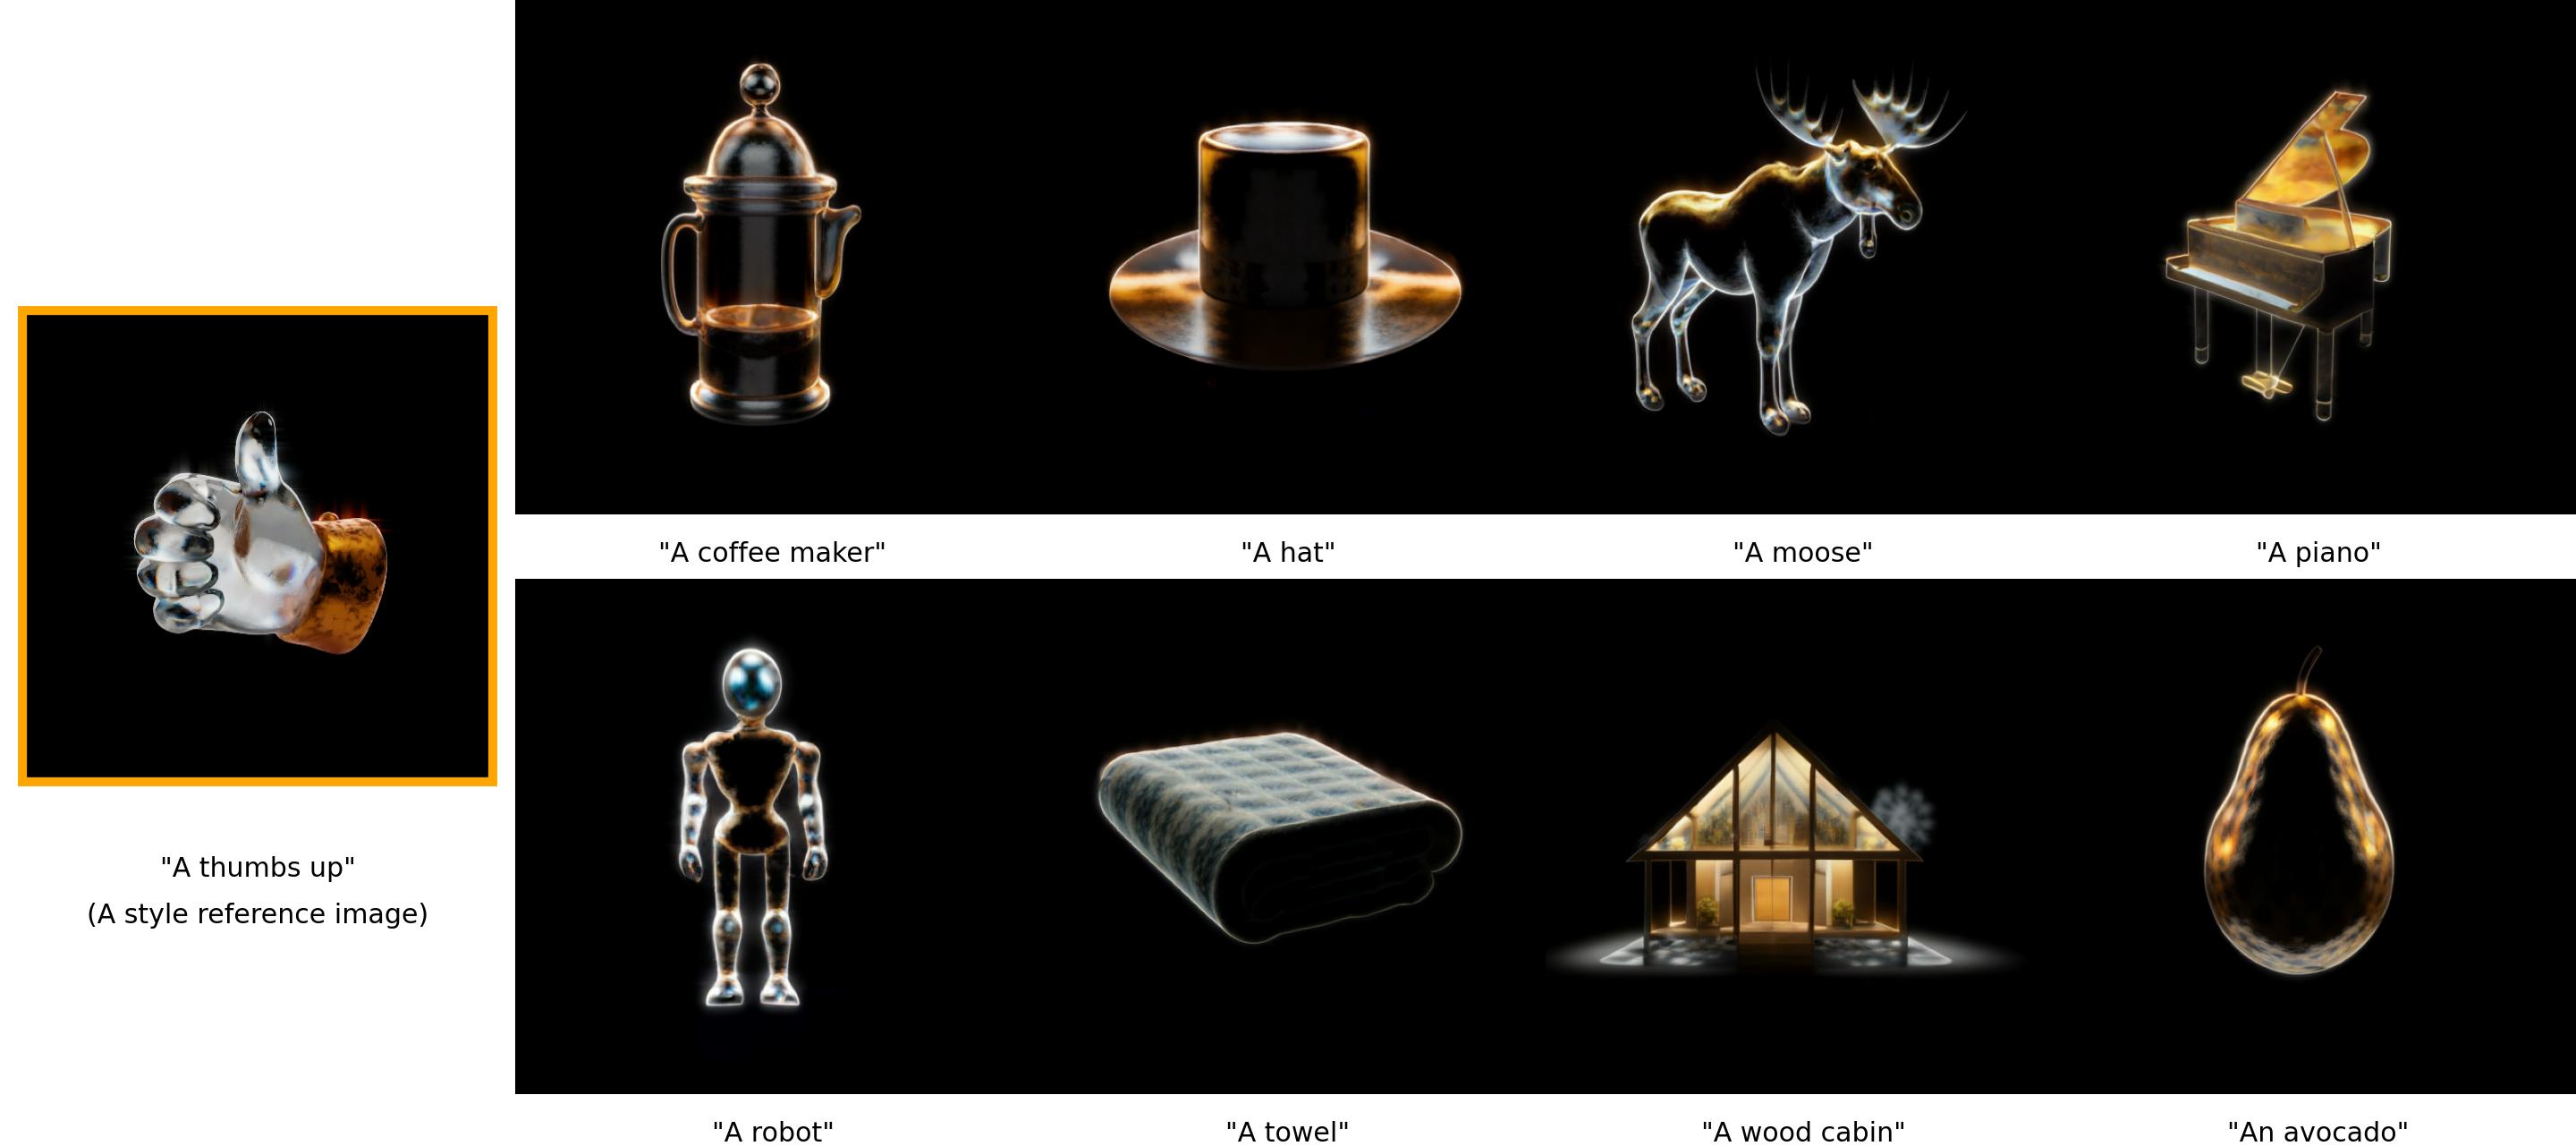 "A thumbs up"
(A style reference image)
"A coffee maker"
"A hat"
"A moose"
"A piano"
"A robot"
"A towel"
"A wood cabin"
"An avocado"